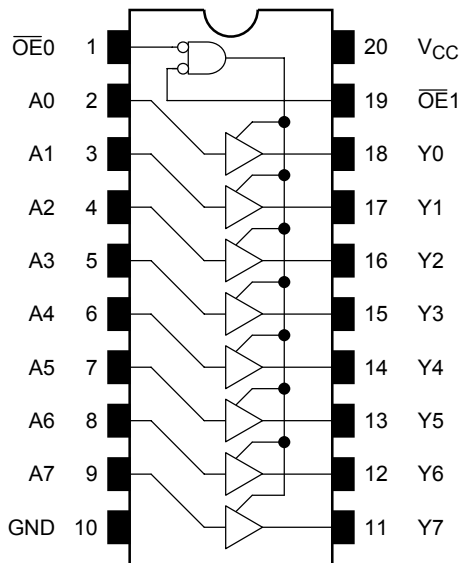 O̅E̅0 1 20 VCC
A0 2 19 O̅E̅1
A1 3 18 Y0
A2 4 17 Y1
A3 5 16 Y2
A4 6 15 Y3
A5 7 14 Y4
A6 8 13 Y5
A7 9 12 Y6
GND 10 11 Y7